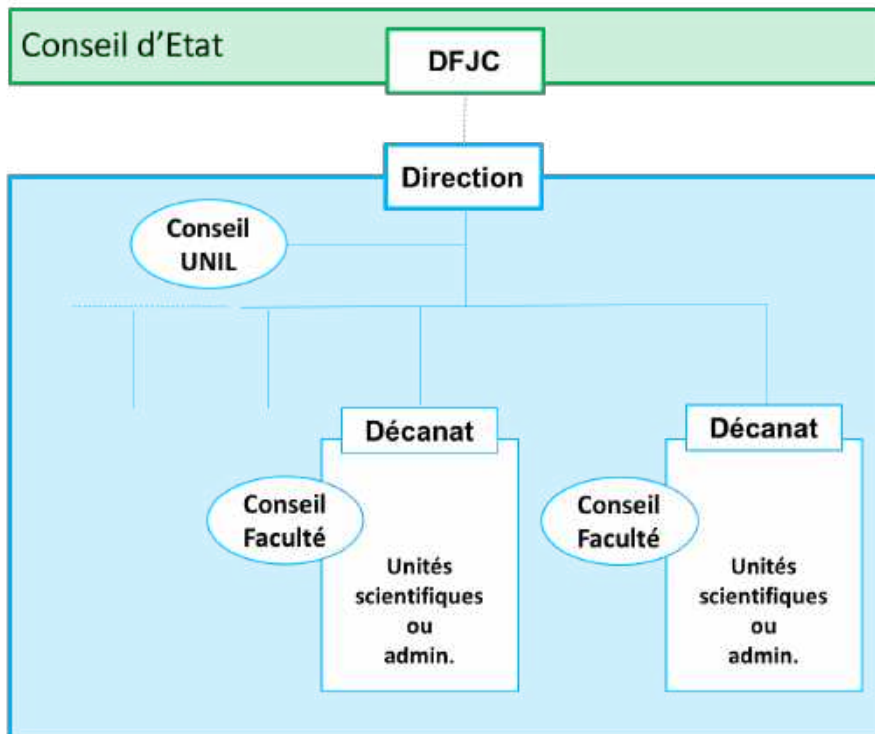 Conseil d'Etat
DFJC
Direction
Conseil
UNIL
Décanat
Conseil
Faculté
Unités
scientifiques
ou
admin.
Décanat
Conseil
Faculté
Unités
scientifiques
ou
admin.